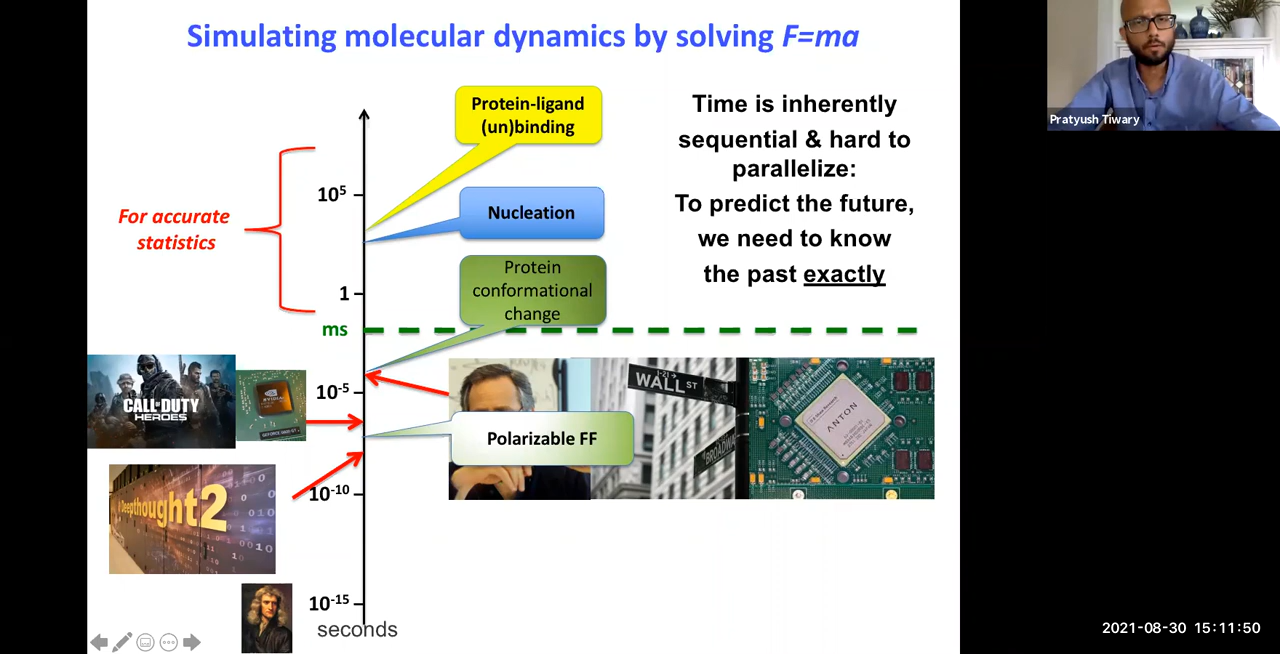 Simulating molecular dynamics by solving F=ma
Protein-ligand
(un)binding
Time is inherently
sequential & hard to
parallelize:
To predict the future,
we need to know
the past exactly
Pratyush Tiwary
10⁵
For accurate
statistics
Nucleation
Protein
conformational
change
1
ms
10⁻⁵
CALL OF DUTY
HEROES
NVIDIA
WALL ST
BROADWAY
ANTON
Polarizable FF
Deepthought2
10⁻¹⁰
10⁻¹⁵
seconds
2021-08-30 15:11:50